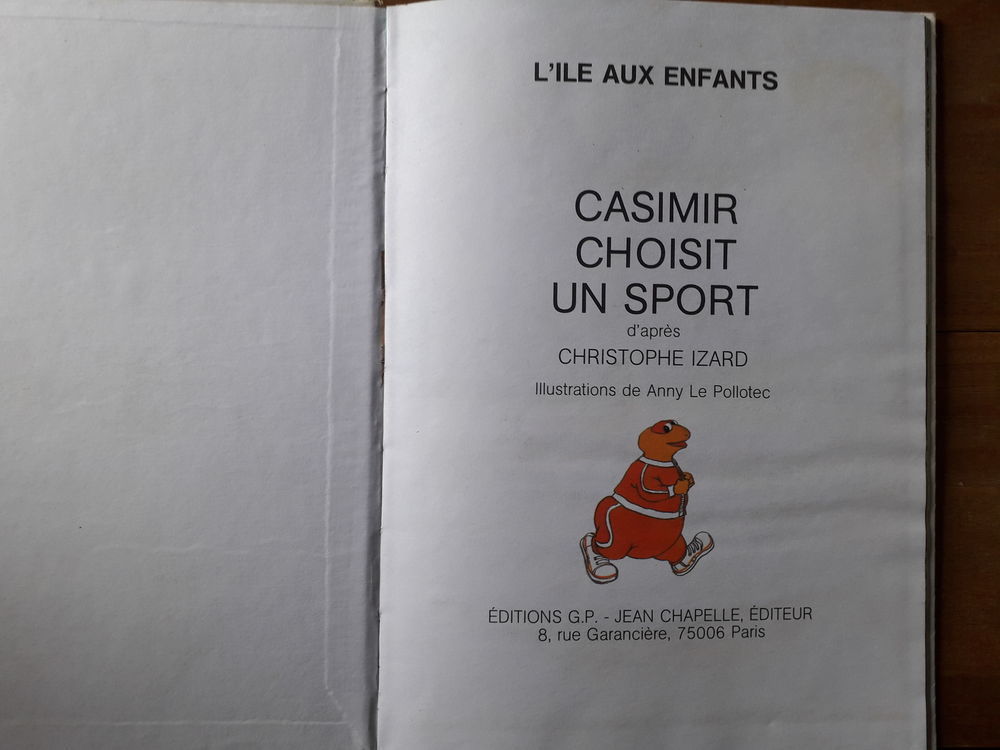 L'ILE AUX ENFANTS
CASIMIR
CHOISIT
UN SPORT
d'après
CHRISTOPHE IZARD
Illustrations de Anny Le Pollotec
ÉDITIONS G.P. - JEAN CHAPELLE, ÉDITEUR
8, rue Garancière, 75006 Paris